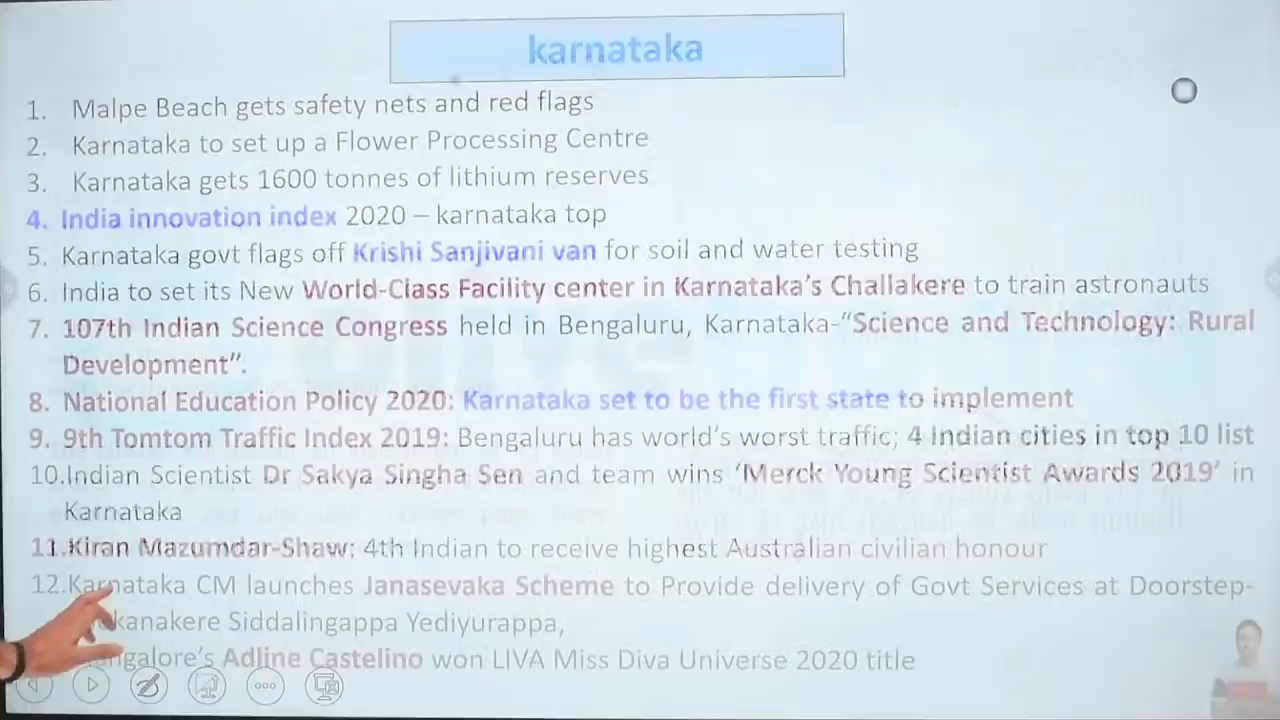 karnataka
1. Malpe Beach gets safety nets and red flags
2. Karnataka to set up a Flower Processing Centre
3. Karnataka gets 1600 tonnes of lithium reserves
4. India innovation index 2020 – karnataka top
5. Karnataka govt flags off Krishi Sanjivani van for soil and water testing
6. India to set its New World-Class Facility center in Karnataka's Challakere to train astronauts
7. 107th Indian Science Congress held in Bengaluru, Karnataka-"Science and Technology: Rural
Development".
8. National Education Policy 2020: Karnataka set to be the first state to implement
9. 9th Tomtom Traffic Index 2019: Bengaluru has world's worst traffic; 4 Indian cities in top 10 list
10.Indian Scientist Dr Sakya Singha Sen and team wins 'Merck Young Scientist Awards 2019' in
Karnataka
11.Kiran Mazumdar-Shaw: 4th Indian to receive highest Australian civilian honour
12.Karnataka CM launches Janasevaka Scheme to Provide delivery of Govt Services at Doorstep-
Siddalingappa Yediyurappa,
Adline Castelino won LIVA Miss Diva Universe 2020 title